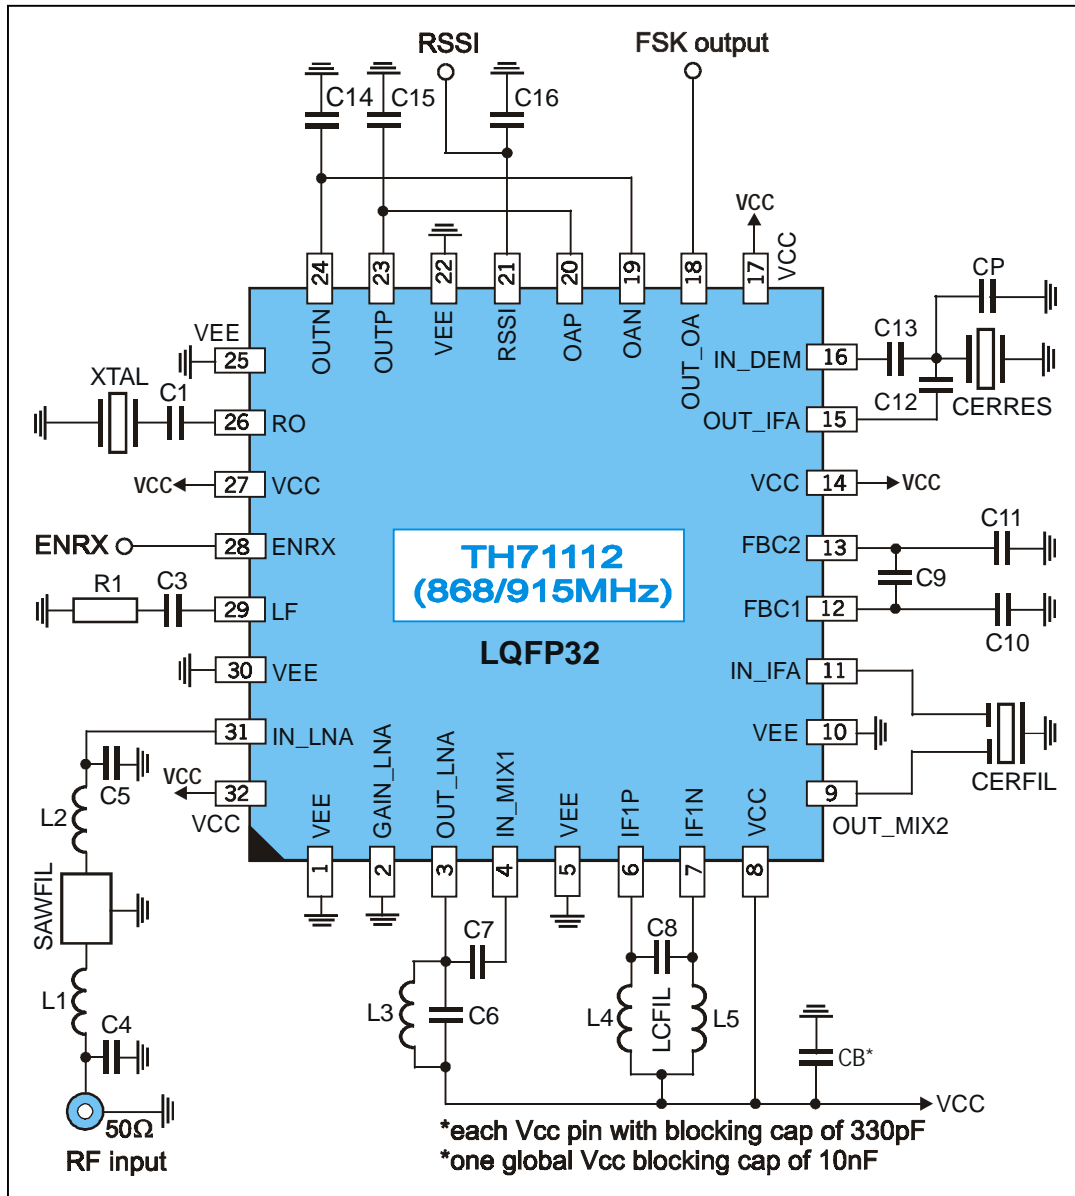 RSSI
FSK output
C14
C15
C16
VCC
VCC
24
23
22
21
20
19
18
17
OUTN
OUTP
VEE
RSSI
OAP
OAN
OUT_OA
CP
C13
C12
CERRES
VEE
25
XTAL
C1
26
RO
VCC
27
VCC
ENRX
28
ENRX
R1
C3
29
LF
30
VEE
31
IN_LNA
VCC
32
VCC
16
IN_DEM
15
OUT_IFA
VCC
14
VCC
FBC2
13
C11
C9
FBC1
12
C10
IN_IFA
11
VEE
10
CERFIL
9
OUT_MIX2
TH71112
(868/915MHz)
LQFP32
C5
L2
SAWFIL
L1
C4
50Ω
RF input
VEE
GAIN_LNA
OUT_LNA
IN_MIX1
VEE
IF1P
IF1N
VCC
1
2
3
4
5
6
7
8
C7
L3
C6
C8
L4
LCFIL
L5
CB*
VCC
*each Vcc pin with blocking cap of 330pF
*one global Vcc blocking cap of 10nF